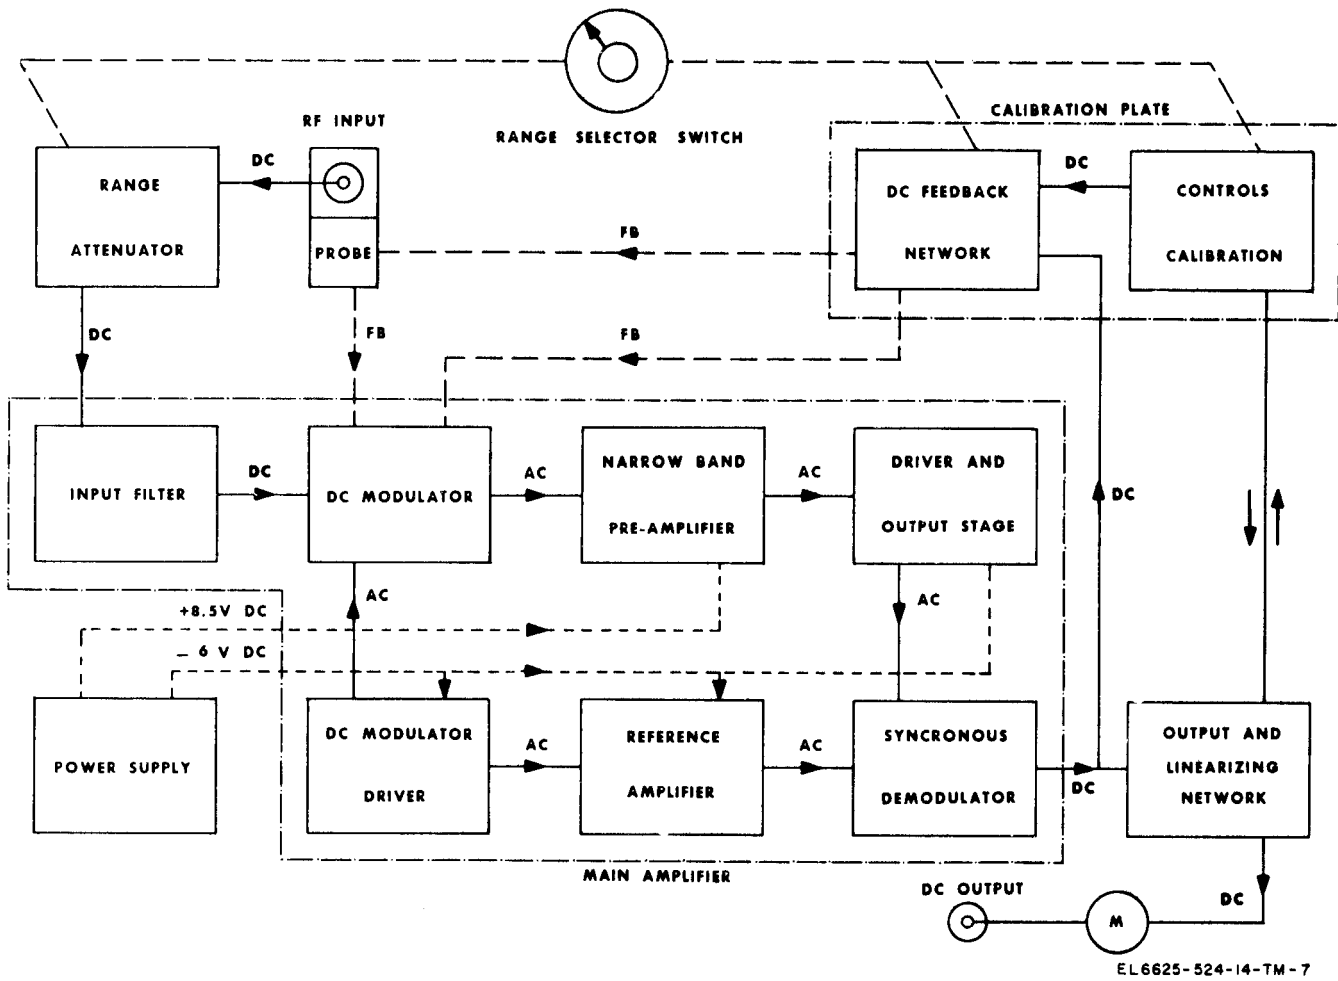 RANGE SELECTOR SWITCH
CALIBRATION PLATE
RF INPUT
RANGE
ATTENUATOR
DC
PROBE
DC FEEDBACK
NETWORK
DC
CONTROLS
CALIBRATION
FB
DC
FB
FB
INPUT FILTER
DC
DC MODULATOR
AC
NARROW BAND
PRE-AMPLIFIER
AC
DRIVER AND
OUTPUT STAGE
DC
AC
AC
+8.5V DC
– 6 V DC
POWER SUPPLY
DC MODULATOR
DRIVER
AC
REFERENCE
AMPLIFIER
AC
SYNCRONOUS
DEMODULATOR
DC
OUTPUT AND
LINEARIZING
NETWORK
MAIN AMPLIFIER
DC OUTPUT
M
DC
EL6625-524-14-TM-7